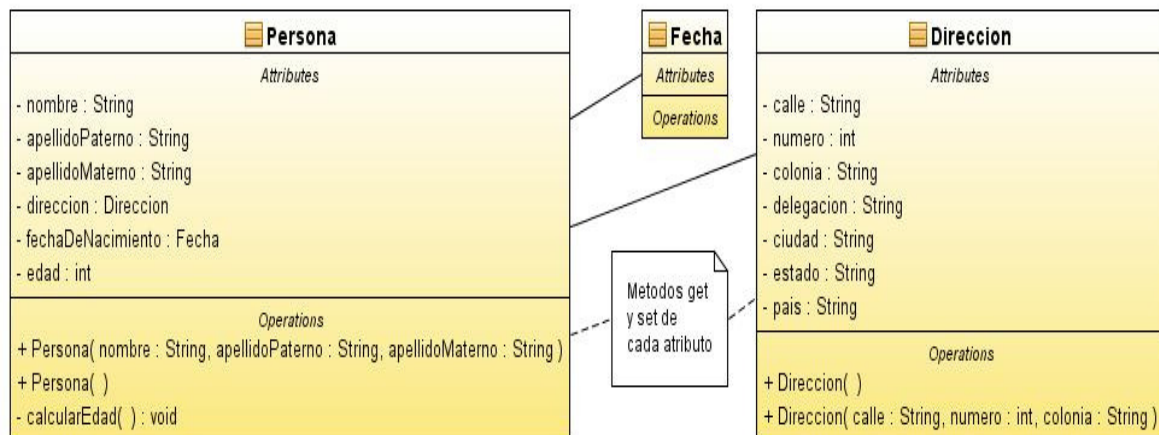 Persona
Attributes
- nombre : String
- apellidoPaterno : String
- apellidoMaterno : String
- direccion : Direccion
- fechaDeNacimiento : Fecha
- edad : int
Operations
+ Persona( nombre : String, apellidoPaterno : String, apellidoMaterno : String )
+ Persona( )
- calcularEdad( ) : void
Fecha
Attributes
Operations
Metodos get
y set de
cada atributo
Direccion
Attributes
- calle : String
- numero : int
- colonia : String
- delegacion : String
- ciudad : String
- estado : String
- pais : String
Operations
+ Direccion( )
+ Direccion( calle : String, numero : int, colonia : String )